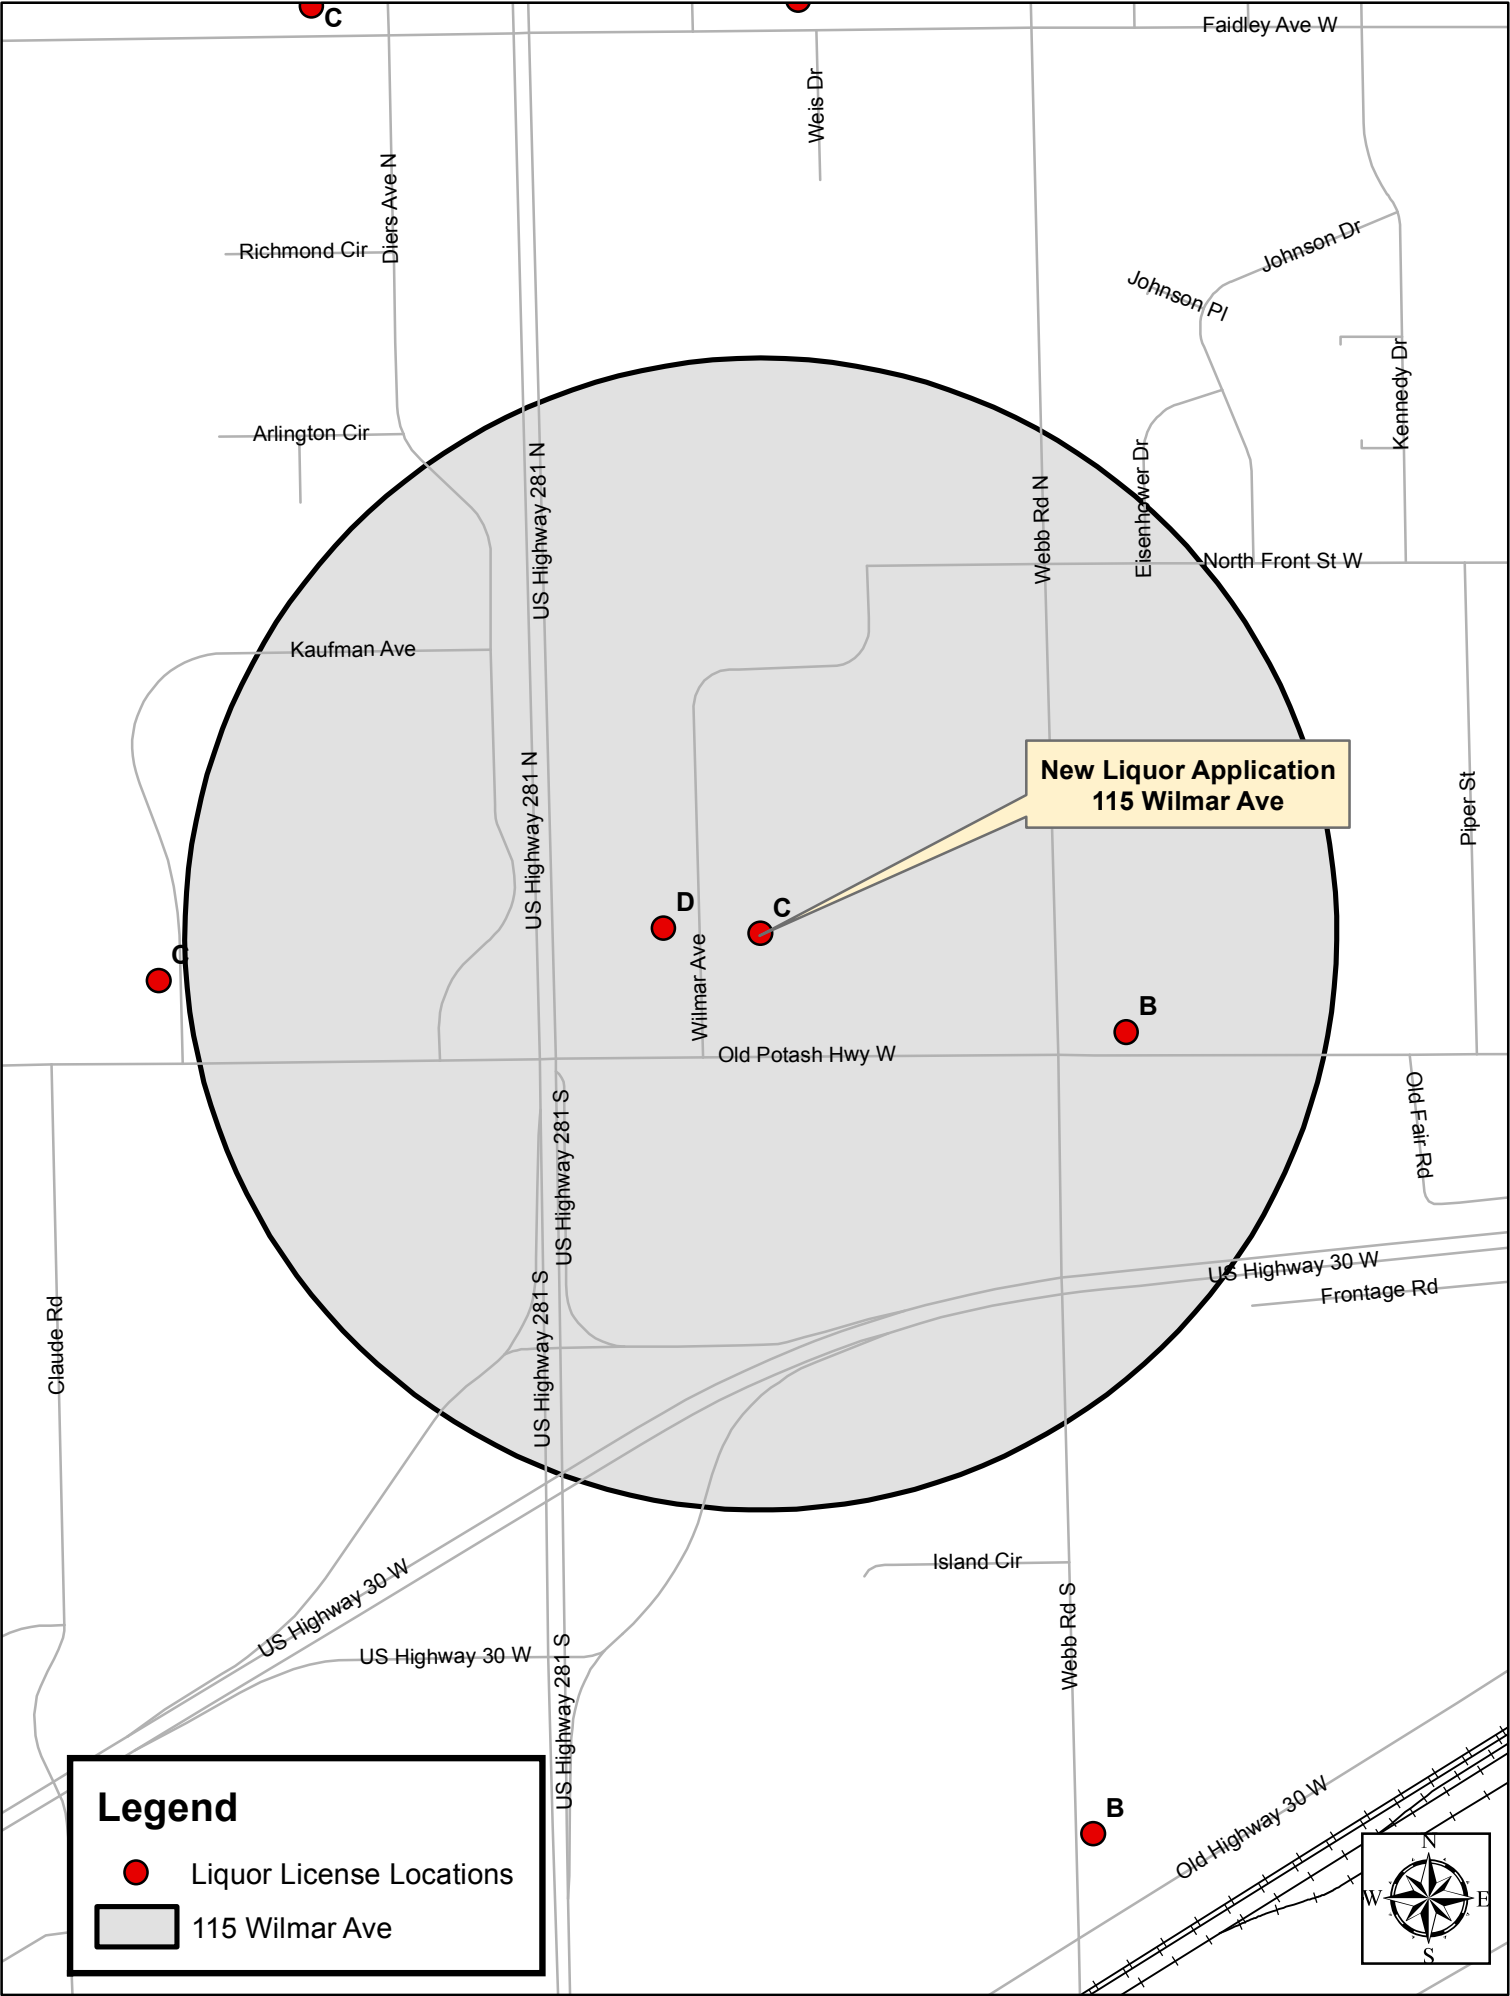 C
Faidley Ave W
Weis Dr
Diers Ave N
Richmond Cir
Johnson Dr
Johnson Pl
Kennedy Dr
Arlington Cir
US Highway 281 N
Eisenhower Dr
Webb Rd N
North Front St W
Kaufman Ave
New Liquor Application
115 Wilmar Ave
US Highway 281 N
Piper St
D
C
Wilmar Ave
C
B
Old Potash Hwy W
Old Fair Rd
US Highway 281 S
US Highway 30 W
Frontage Rd
Claude Rd
US Highway 281 S
Island Cir
US Highway 30 W
Webb Rd S
US Highway 30 W
US Highway 281 S
Legend
Liquor License Locations
115 Wilmar Ave
B
Old Highway 30 W
N
W
E
S